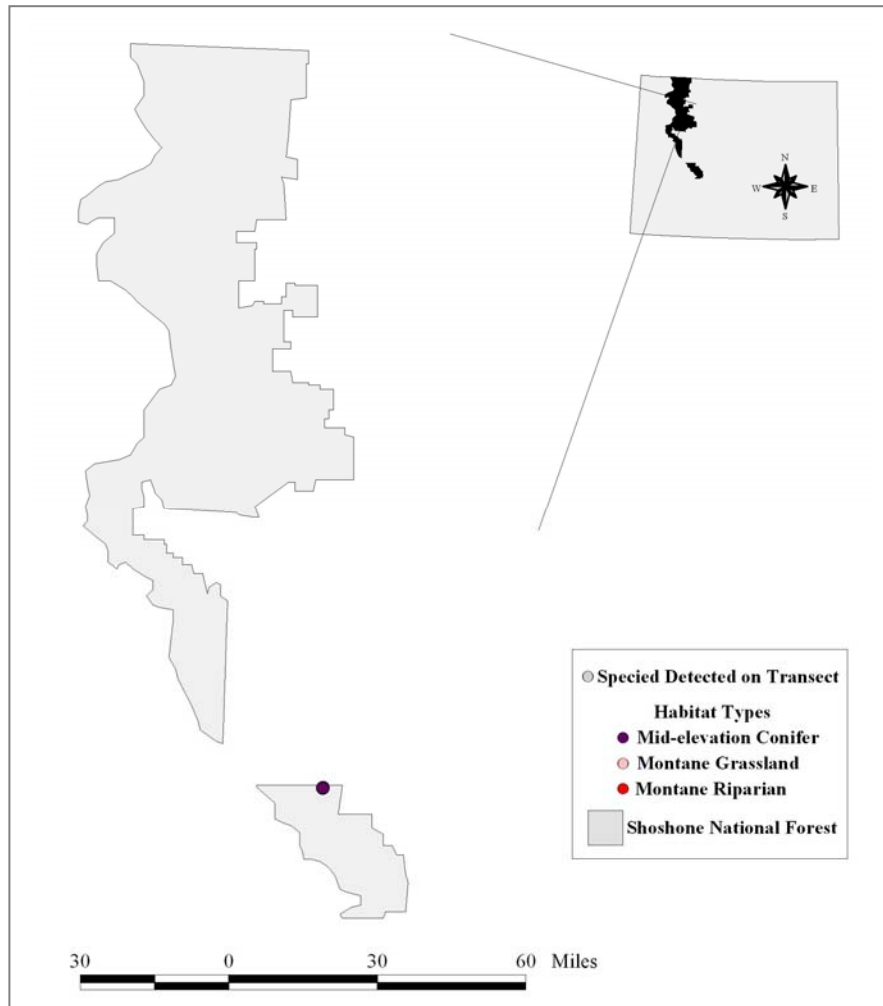 N
W E
S
Specied Detected on Transect
Habitat Types
Mid-elevation Conifer
Montane Grassland
Montane Riparian
Shoshone National Forest
30 0 30 60 Miles